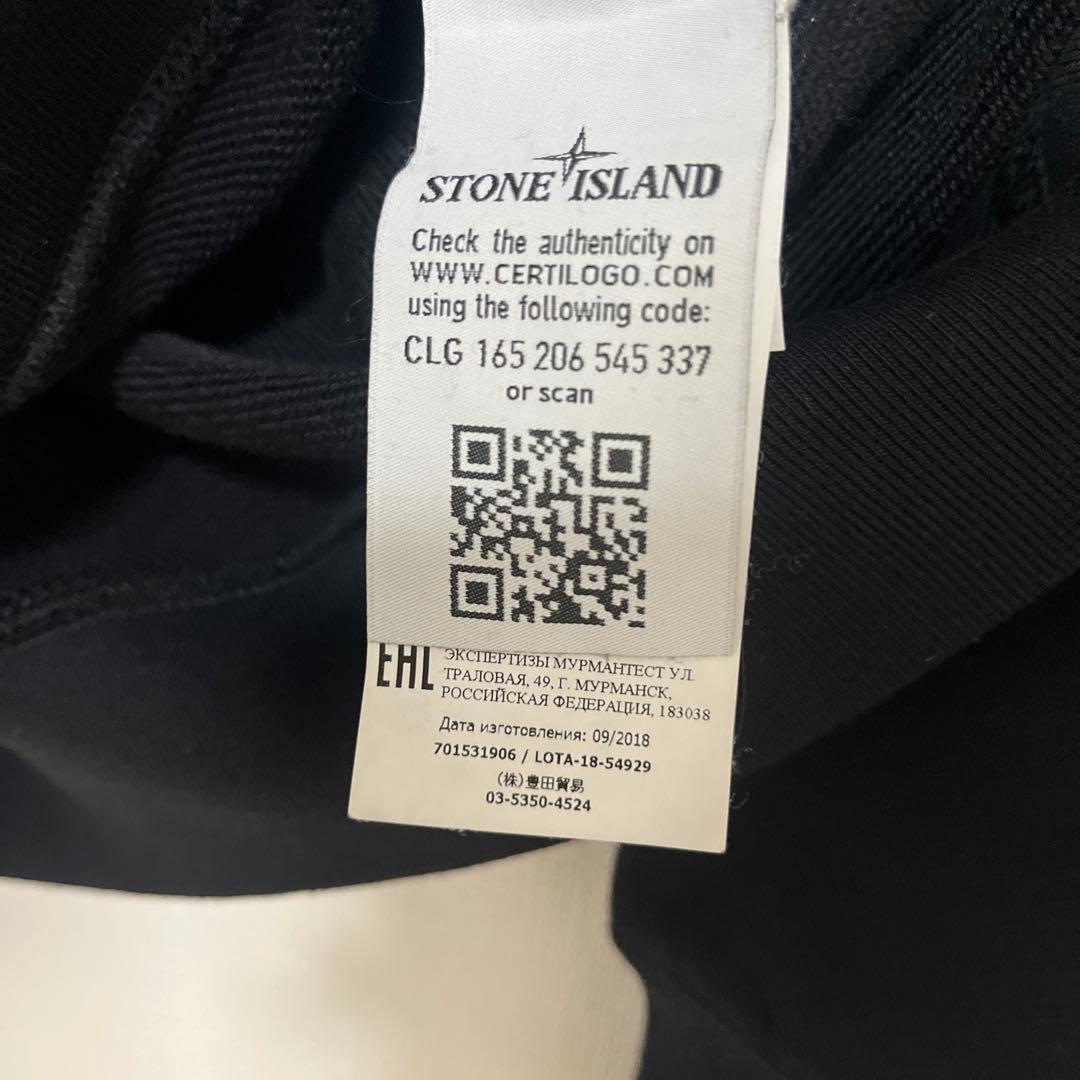 STONE ISLAND
Check the authenticity on
WWW.CERTILOGO.COM
using the following code:
CLG 165 206 545 337
or scan
EAC
ЭКСПЕРТИЗЫ МУРМАНТЕСТ УЛ.
ТРАЛОВАЯ, 49, Г. МУРМАНСК,
РОССИЙСКАЯ ФЕДЕРАЦИЯ, 183038
Дата изготовления: 09/2018
701531906 / LOTA-18-54929
(株)豊田貿易
03-5350-4524